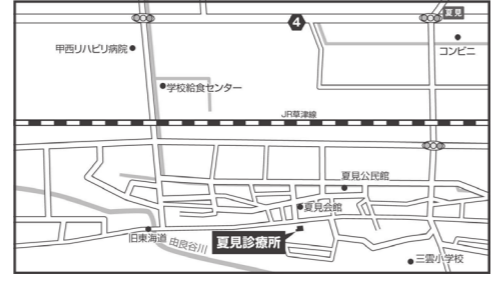 夏見
4
甲西リハビリ病院
コンビニ
学校給食センター
JR草津線
夏見公民館
夏見会館
旧東海道
由良谷川
夏見診療所
三雲小学校